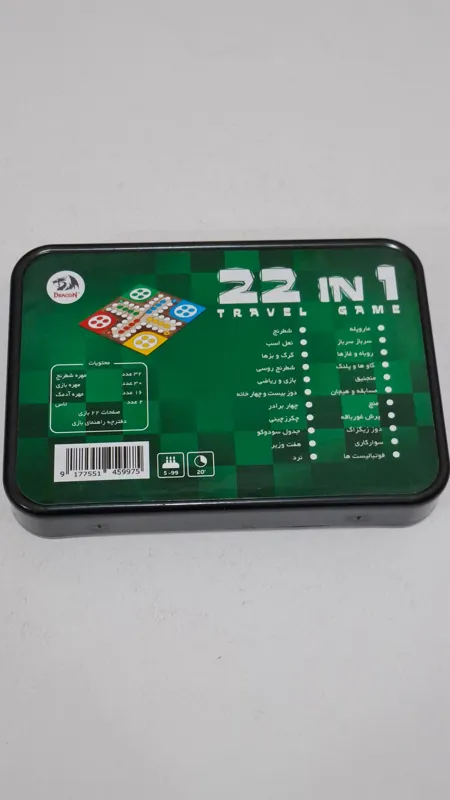 DRAGON
22 IN 1
TRAVEL GAME
مارپله
سرباز سرباز
روباه و غازها
گاو ها و پلنگ
منجنیق
مسابقه و هیجان
منچ
پرش قورباغه
دوز زیگزاگ
سوارکاری
فوتبالیست ها
شطرنج
نعل اسب
گرگ و بزها
شطرنج روسی
بازی و ریاضی
دوز بیست و چهار خانه
چهار برادر
چکرز چینی
جدول سودوکو
هفت وزیر
نرد
محتویات
۳۲ عدد مهره شطرنج
۳۰ عدد مهره بازی
۱۶ عدد مهره آدمک
۲ عدد تاس
صفحات ۲۲ بازی
دفترچه راهنمای بازی
9 177551 459975
5-99
20'